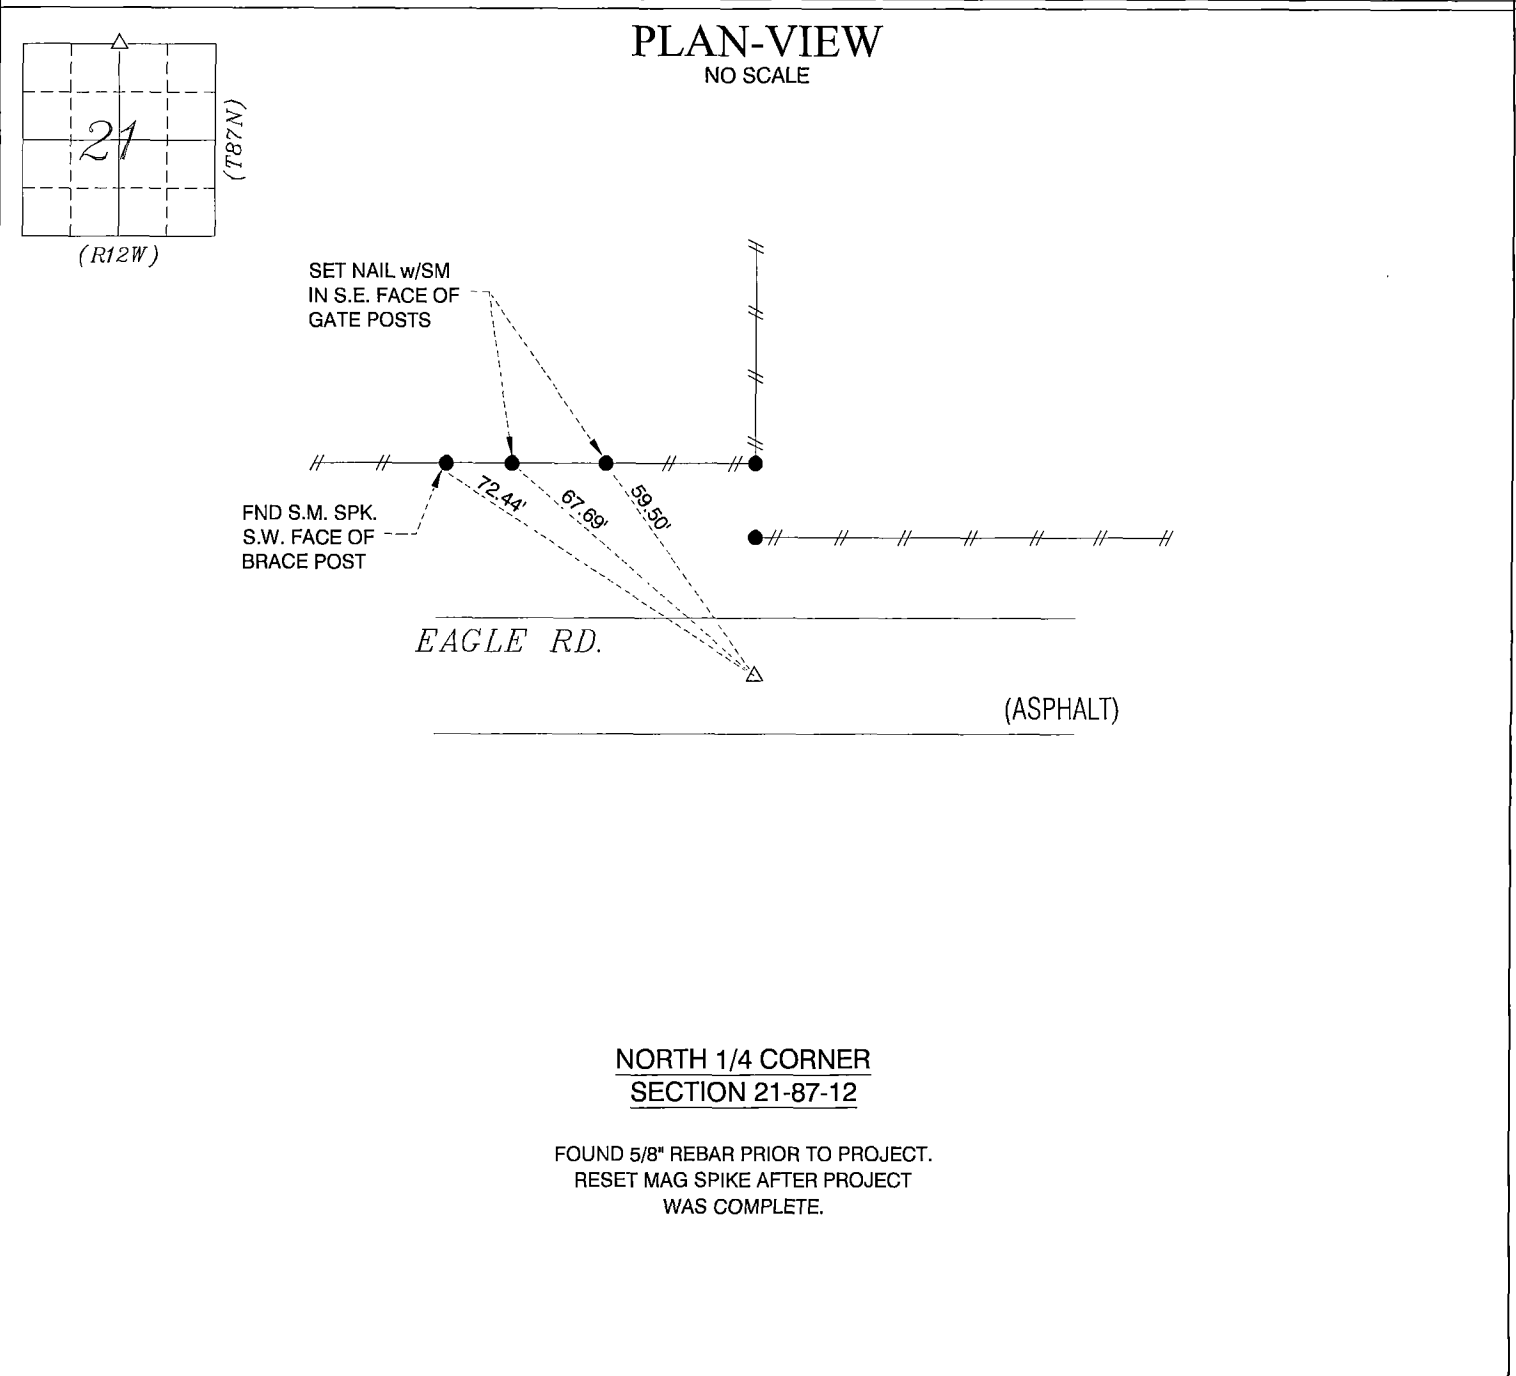 PLAN-VIEW
NO SCALE
21
(T87N)
(R12W)
SET NAIL w/SM
IN S.E. FACE OF
GATE POSTS
72.44'
67.69'
59.50'
FND S.M. SPK.
S.W. FACE OF
BRACE POST
EAGLE RD.
(ASPHALT)
NORTH 1/4 CORNER
SECTION 21-87-12
FOUND 5/8" REBAR PRIOR TO PROJECT.
RESET MAG SPIKE AFTER PROJECT
WAS COMPLETE.